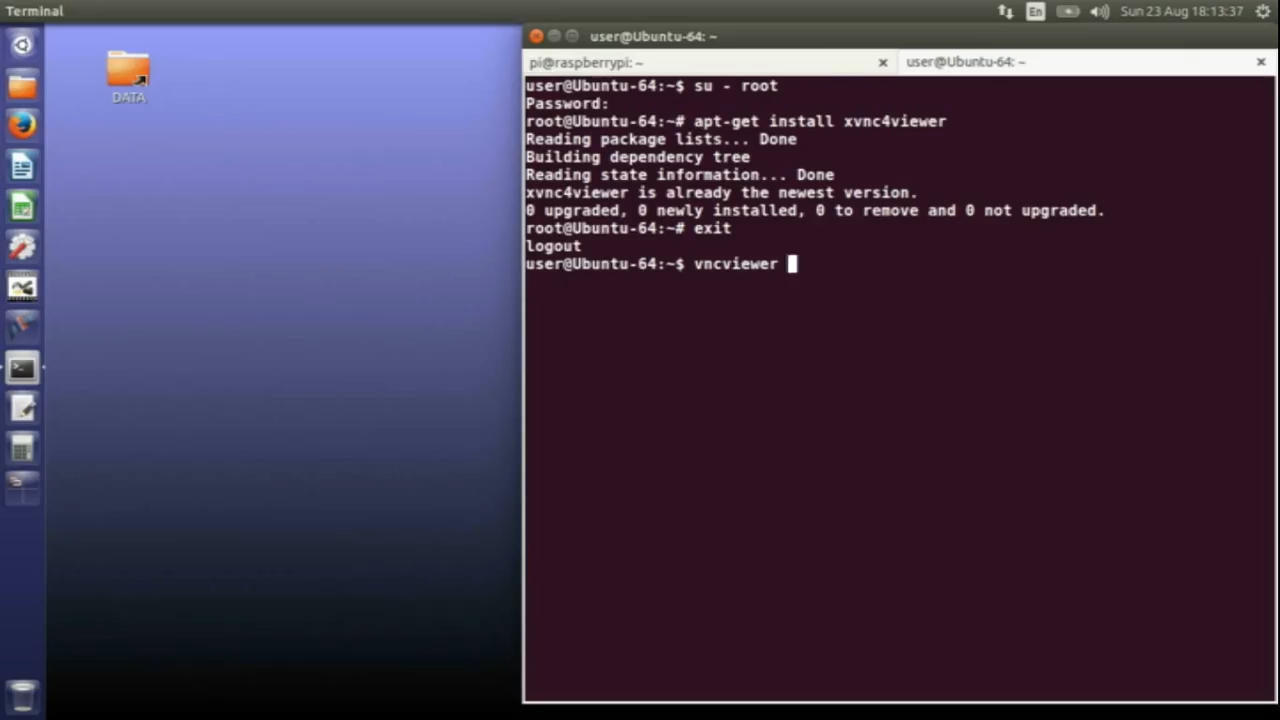 Terminal
En
Sun 23 Aug 18:13:37
DATA
user@Ubuntu-64: ~
pi@raspberrypi: ~
user@Ubuntu-64: ~
user@Ubuntu-64:~$ su - root
Password:
root@Ubuntu-64:~# apt-get install xvnc4viewer
Reading package lists... Done
Building dependency tree
Reading state information... Done
xvnc4viewer is already the newest version.
0 upgraded, 0 newly installed, 0 to remove and 0 not upgraded.
root@Ubuntu-64:~# exit
logout
user@Ubuntu-64:~$ vncviewer